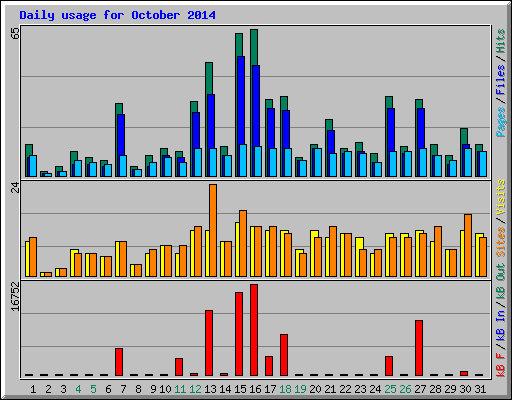 Daily usage for October 2014
65
Pages / Files / Hits
24
Sites / Visits
16752
kB F / kB In / kB Out
1 2 3 4 5 6 7 8 9 10 11 12 13 14 15 16 17 18 19 20 21 22 23 24 25 26 27 28 29 30 31